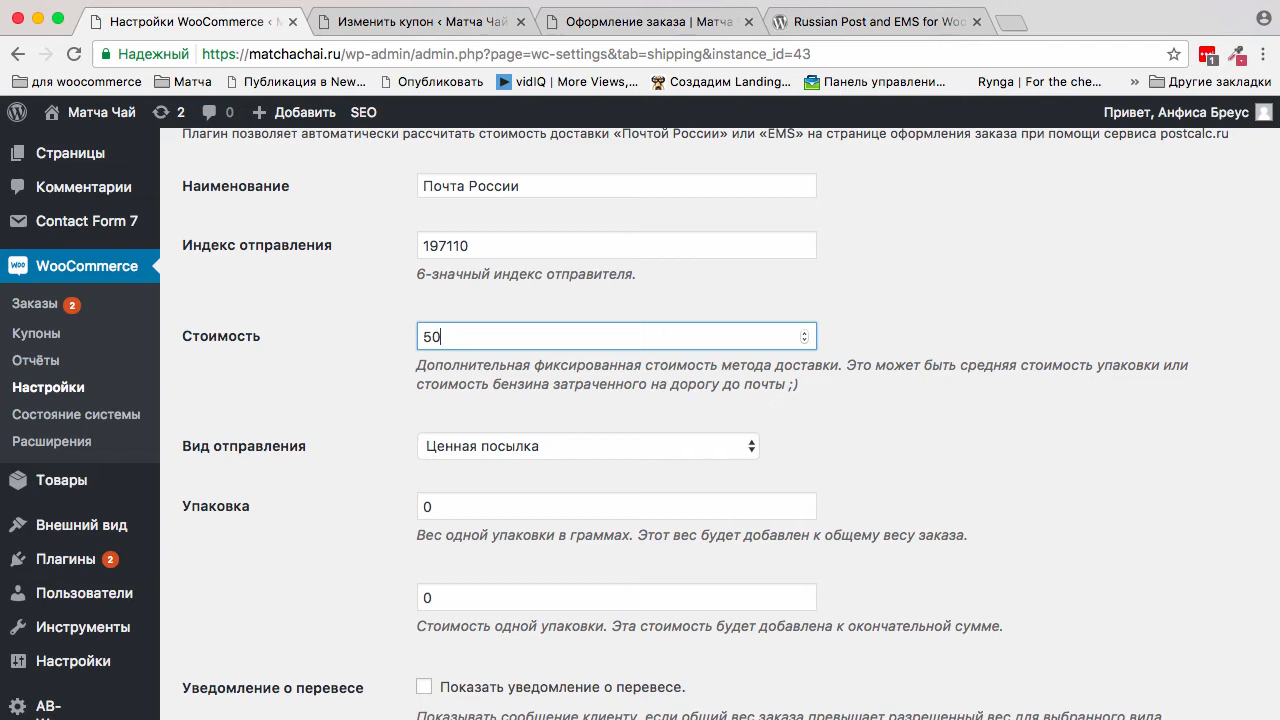 Настройки WooCommerce ‹ М
Изменить купон ‹ Матча Чай
Оформление заказа | Матча
Russian Post and EMS for Woo
Надежный
https://matchachai.ru/wp-admin/admin.php?page=wc-settings&tab=shipping&instance_id=43
1
для woocommerce
Матча
Публикация в New...
Опубликовать
vidIQ | More Views,...
Создадим Landing...
Панель управлени...
Rynga | For the che...
»
Другие закладки
Матча Чай
2
0
Добавить
SEO
Привет, Анфиса Бреус
Страницы
Комментарии
Contact Form 7
WooCommerce
Заказы 2
Купоны
Отчёты
Настройки
Состояние системы
Расширения
Товары
Внешний вид
Плагины 2
Пользователи
Инструменты
Настройки
AB-
Плагин позволяет автоматически рассчитать стоимость доставки «Почтой России» или «EMS» на странице оформления заказа при помощи сервиса postcalc.ru
Наименование
Почта России
Индекс отправления
197110
6-значный индекс отправителя.
Стоимость
50
Дополнительная фиксированная стоимость метода доставки. Это может быть средняя стоимость упаковки или
стоимость бензина затраченного на дорогу до почты ;)
Вид отправления
Ценная посылка
Упаковка
0
Вес одной упаковки в граммах. Этот вес будет добавлен к общему весу заказа.
0
Стоимость одной упаковки. Эта стоимость будет добавлена к окончательной сумме.
Уведомление о перевесе
Показать уведомление о перевесе.
Показывать сообщение клиенту, если общий вес заказа превышает разрешенный вес для выбранного вида